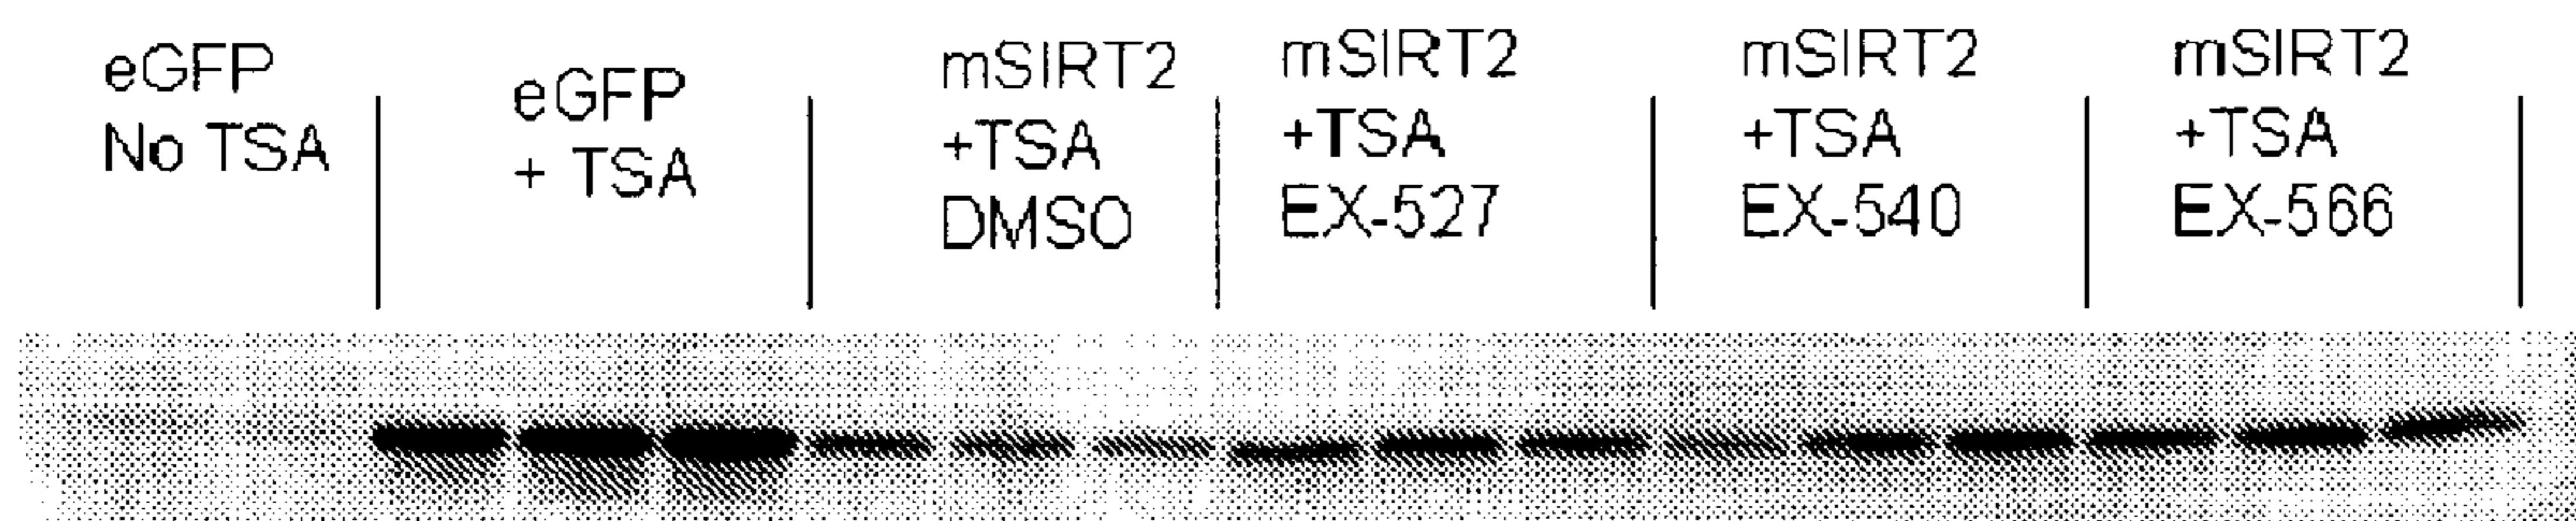 eGFP
No TSA
eGFP
+ TSA
mSIRT2
+TSA
DMSO
mSIRT2
+TSA
EX-527
mSIRT2
+TSA
EX-540
mSIRT2
+TSA
EX-566